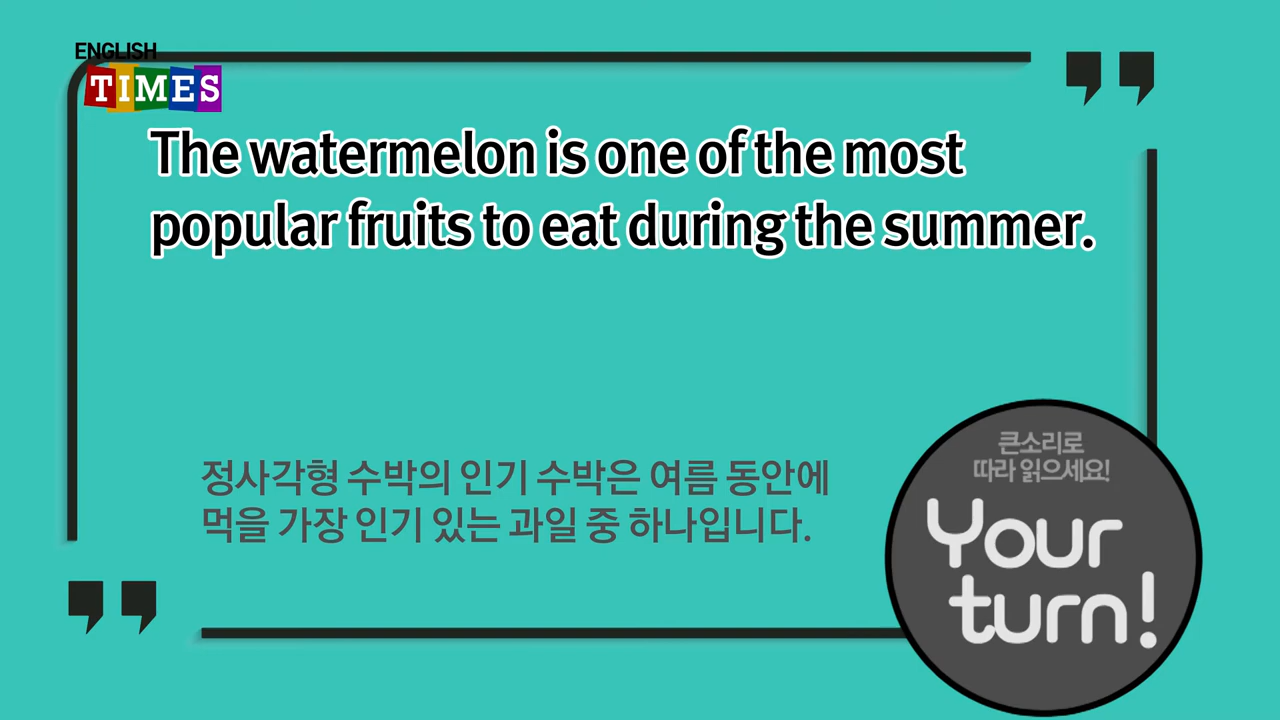 ENGLISH
TIMES
The watermelon is one of the most
popular fruits to eat during the summer.
정사각형 수박의 인기 수박은 여름 동안에
먹을 가장 인기 있는 과일 중 하나입니다.
큰소리로
따라 읽으세요!
Your
turn!